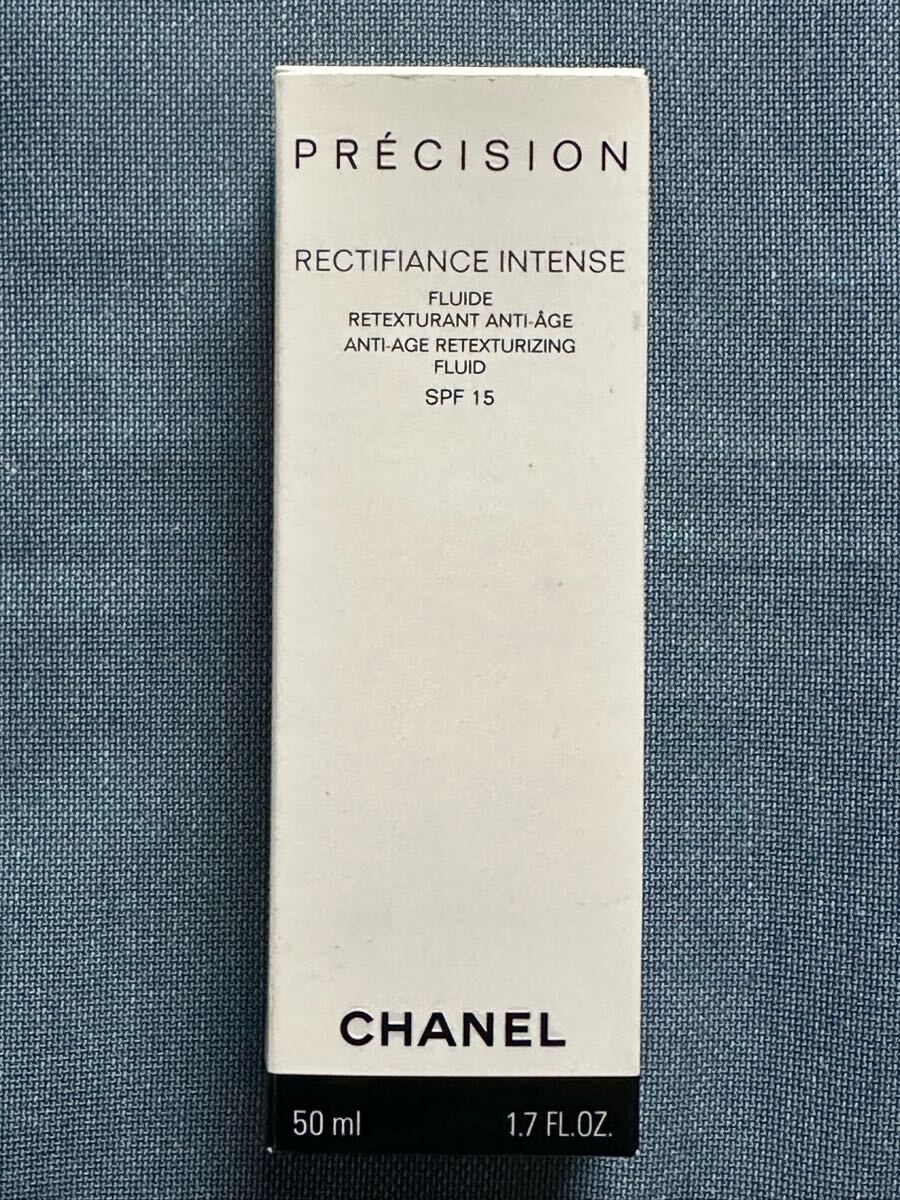 PRÉCISION
RECTIFIANCE INTENSE
FLUIDE
RETEXTURANT ANTI-ÂGE
ANTI-AGE RETEXTURIZING
FLUID
SPF 15
CHANEL
50 ml 1.7 FL.OZ.